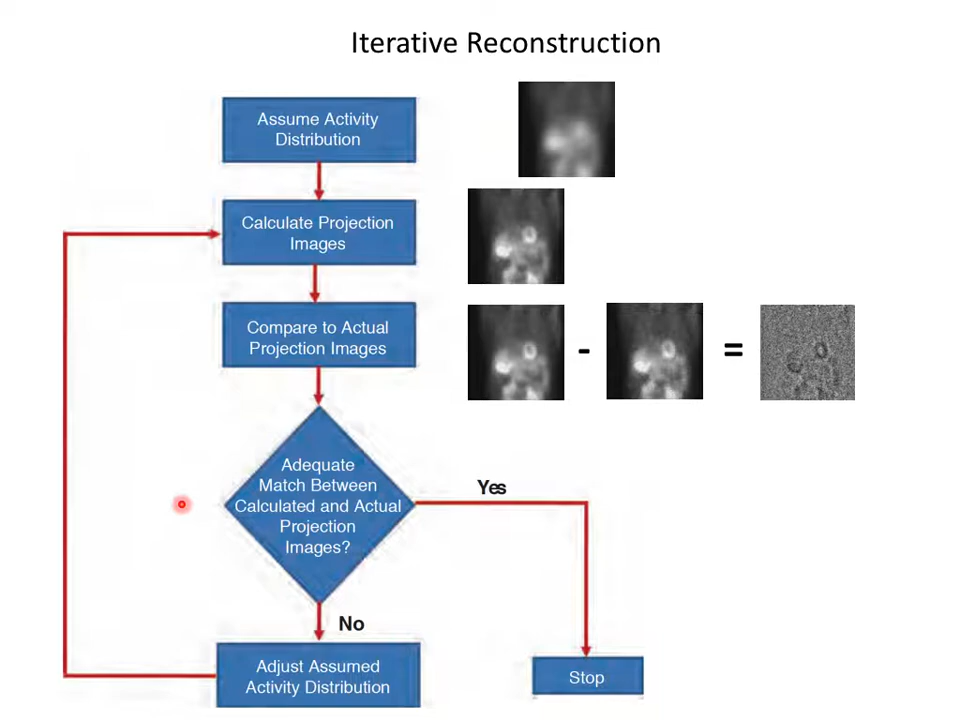 Iterative Reconstruction
Assume Activity
Distribution
Calculate Projection
Images
Compare to Actual
Projection Images
- =
Adequate
Match Between
Calculated and Actual
Projection
Images?
Yes
No
Adjust Assumed
Activity Distribution
Stop